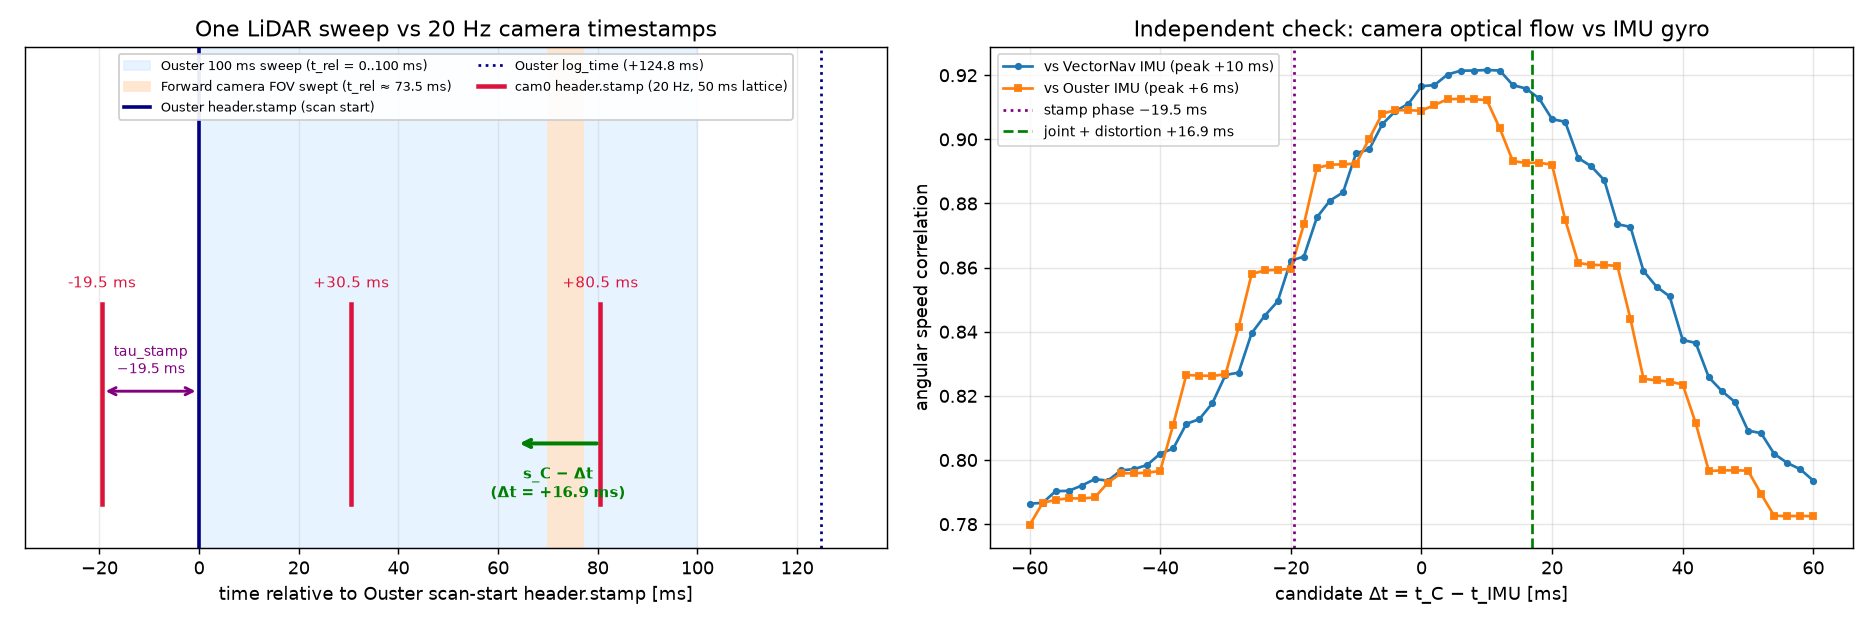 One LiDAR sweep vs 20 Hz camera timestamps
Ouster 100 ms sweep (t_rel = 0..100 ms)
Forward camera FOV swept (t_rel ≈ 73.5 ms)
Ouster header.stamp (scan start)
Ouster log_time (+124.8 ms)
cam0 header.stamp (20 Hz, 50 ms lattice)
-19.5 ms
+30.5 ms
+80.5 ms
tau_stamp
−19.5 ms
s_C − Δt
(Δt = +16.9 ms)
−20
0
20
40
60
80
100
120
time relative to Ouster scan-start header.stamp [ms]
Independent check: camera optical flow vs IMU gyro
vs VectorNav IMU (peak +10 ms)
vs Ouster IMU (peak +6 ms)
stamp phase −19.5 ms
joint + distortion +16.9 ms
angular speed correlation
0.92
0.90
0.88
0.86
0.84
0.82
0.80
0.78
−60
−40
−20
0
20
40
60
candidate Δt = t_C − t_IMU [ms]